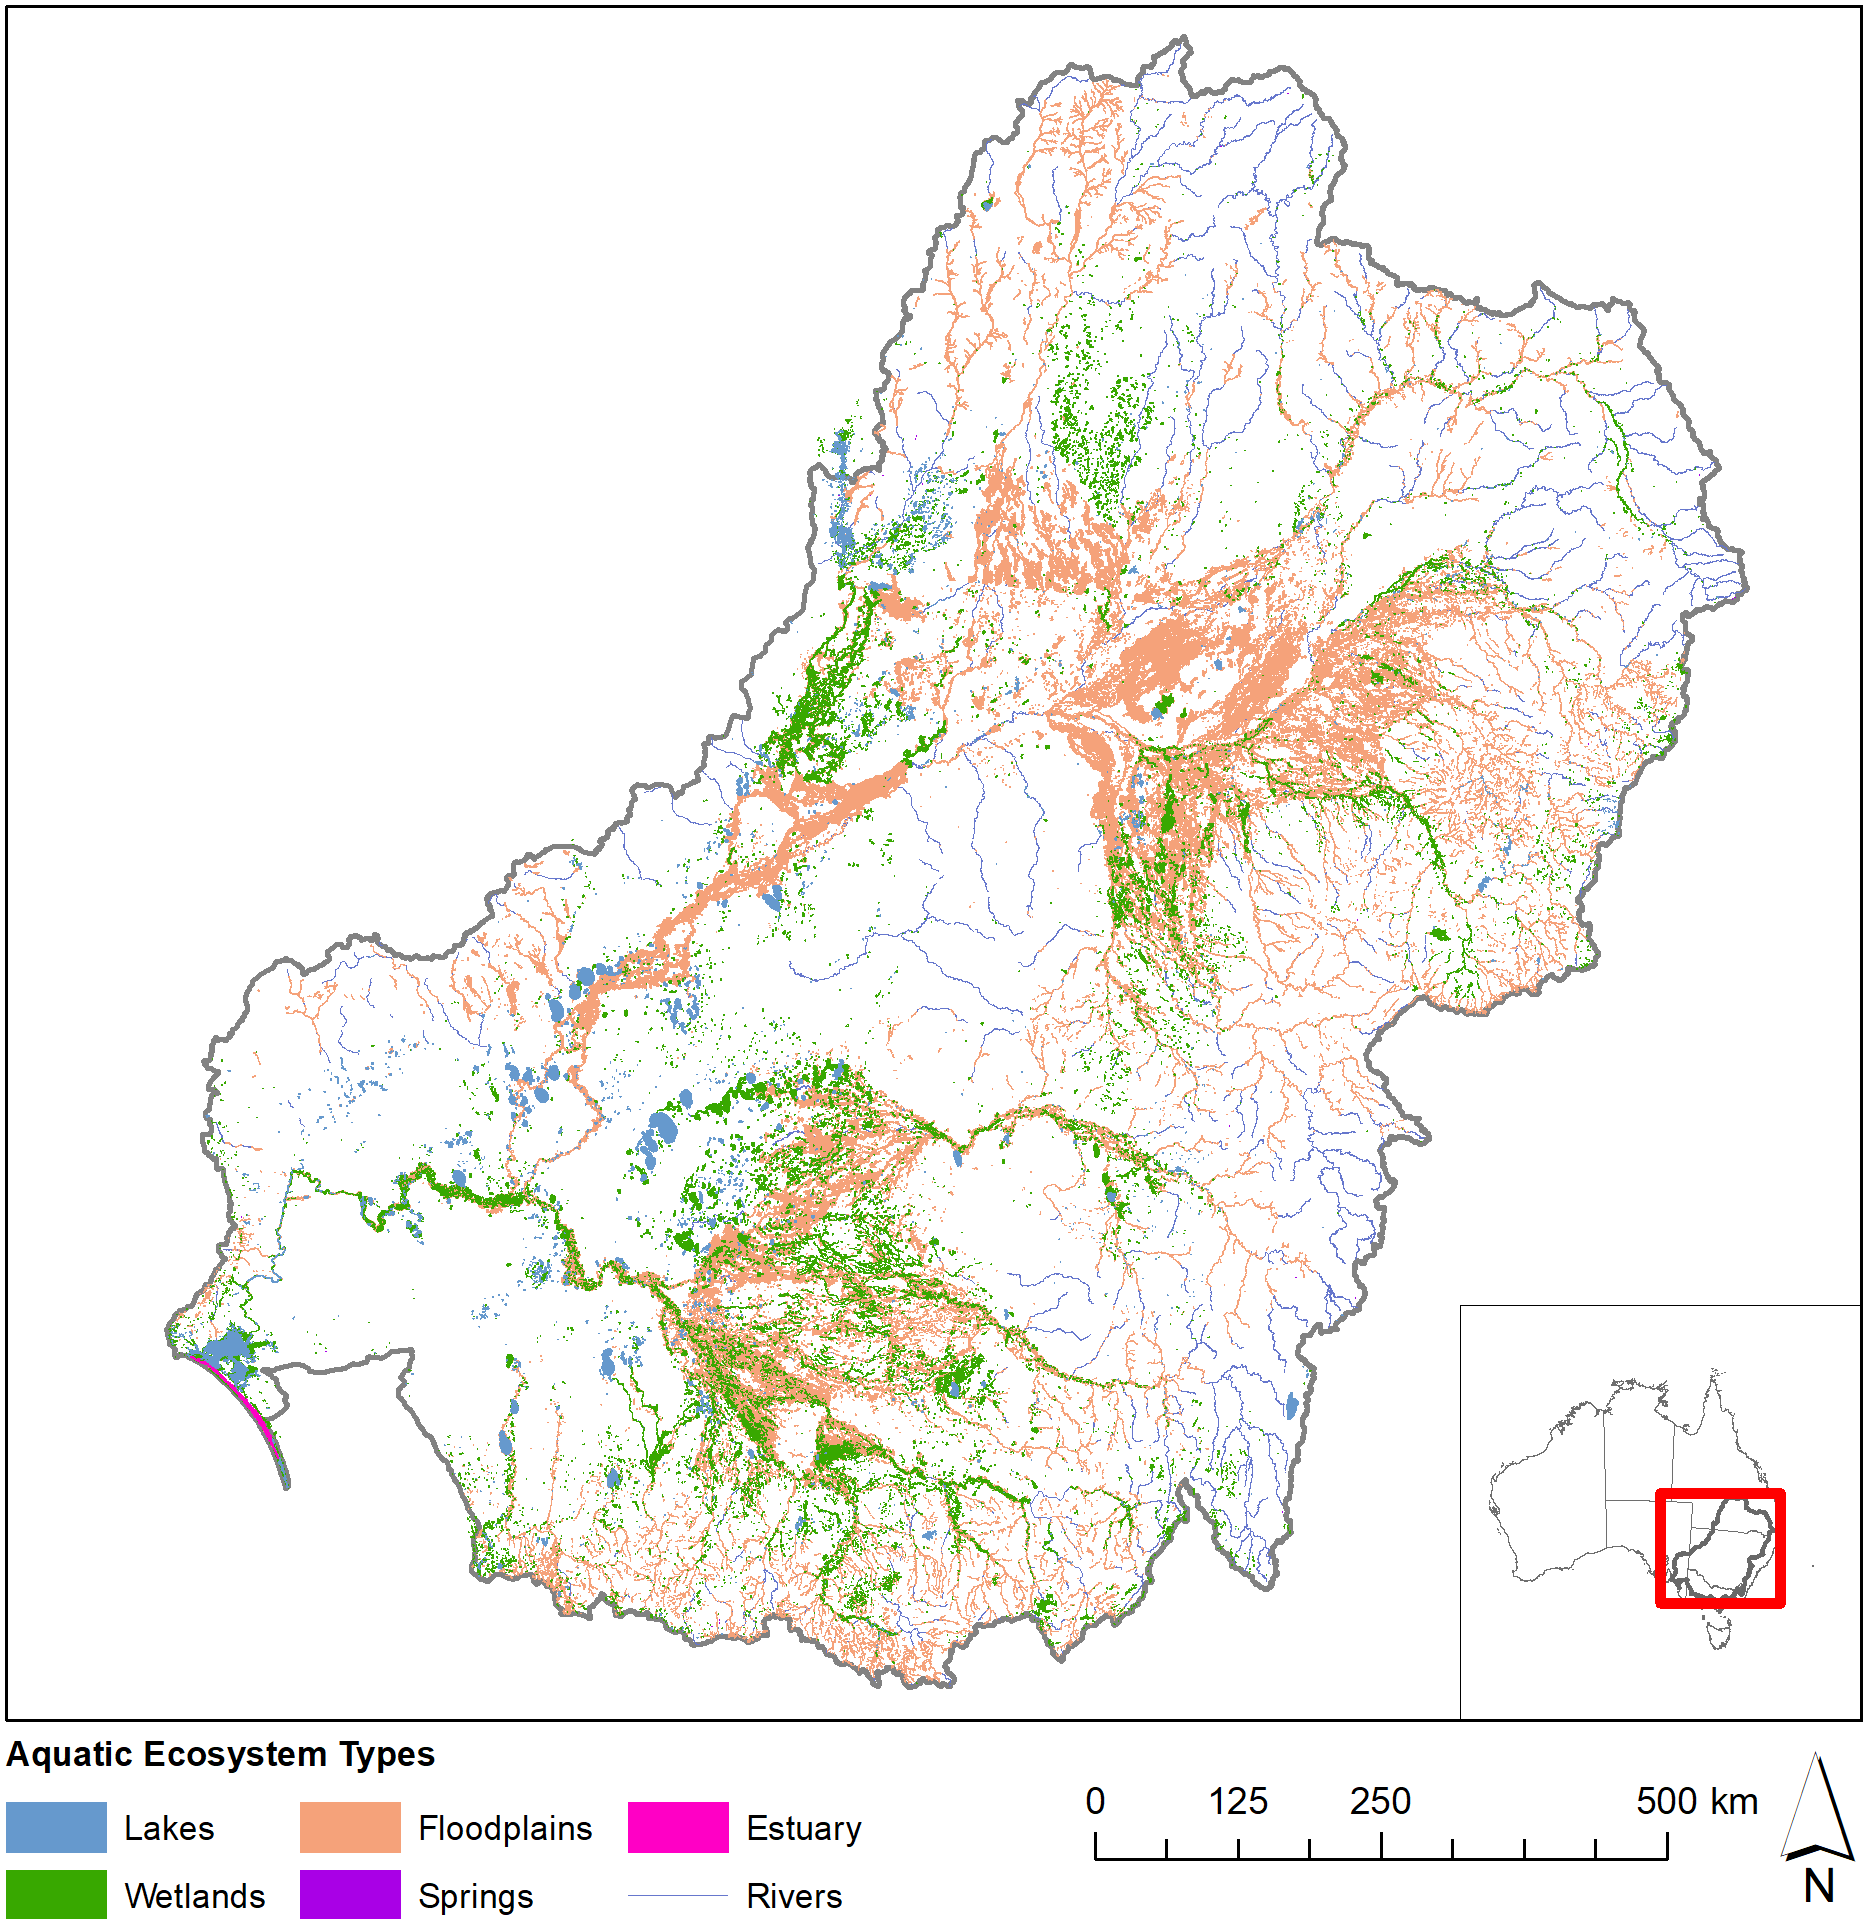 Aquatic Ecosystem Types
Lakes
Floodplains
Estuary
Wetlands
Springs
Rivers
0 125 250 500 km
N